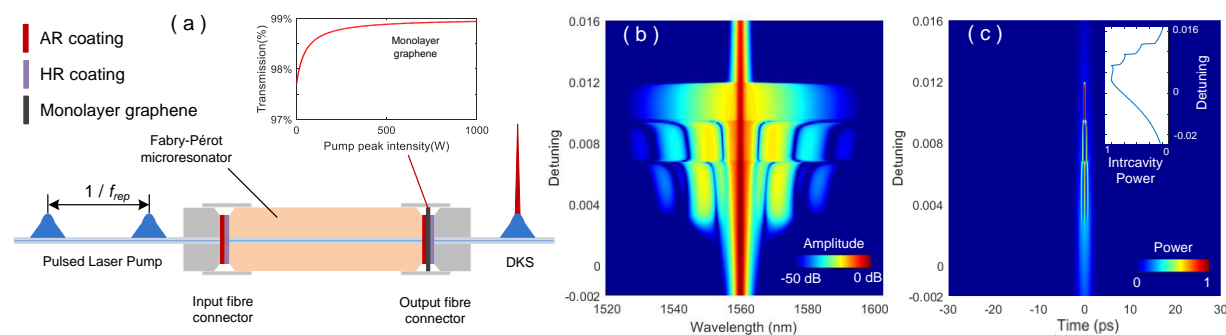 AR coating
HR coating
Monolayer graphene
( a )
99%
98%
97%
Transmission(%)
Monolayer
graphene
0
500
1000
Pump peak intensity(W)
Fabry-Pérot
microresonator
1 / frep
Pulsed Laser Pump
DKS
Input fibre
connector
Output fibre
connector
( b )
Detuning
0.016
0.012
0.008
0.004
0
-0.002
1520
1540
1560
1580
1600
Wavelength (nm)
Amplitude
-50 dB
0 dB
( c )
Detuning
0.016
0.012
0.008
0.004
0
-0.002
-30
-20
-10
0
10
20
30
Time (ps)
Power
0
1
0.016
0
-0.02
Detuning
1
0
Intrcavity
Power